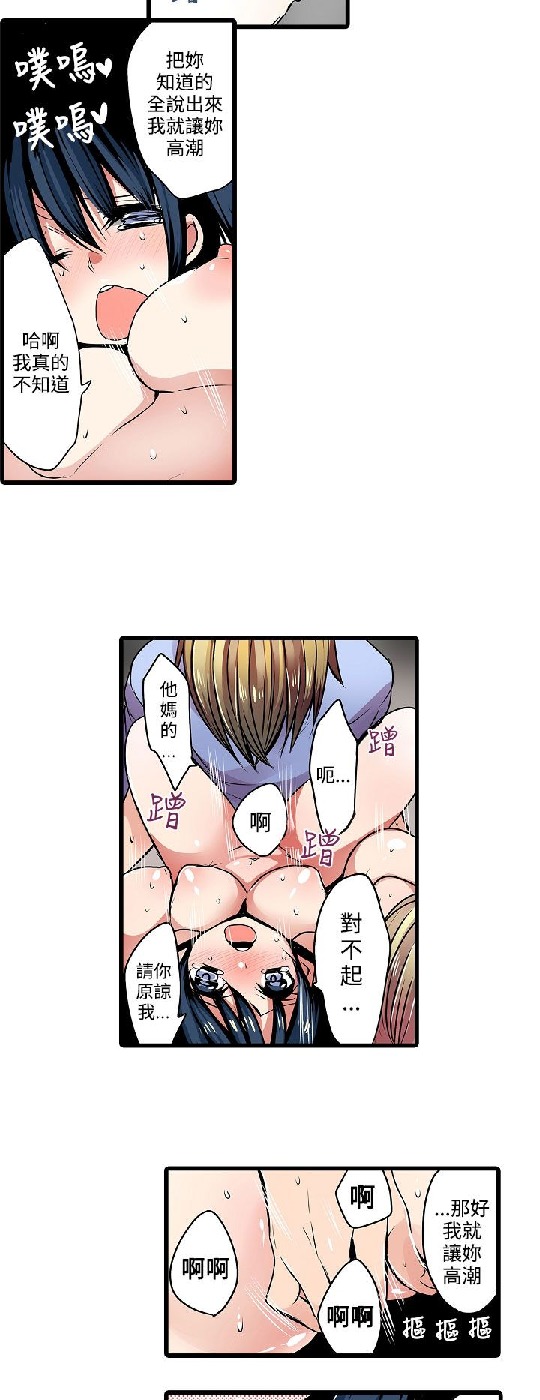 把妳
知道的
全說出來
我就讓妳
高潮
噗嗚♥
噗嗚♥
哈啊
我真的
不知道
他媽的…
呃…
蹭
啊
蹭
蹭
對不起…
請你
原諒
我…
…那好
我就
讓妳
高潮
啊
啊啊
啊啊
摳 摳 摳